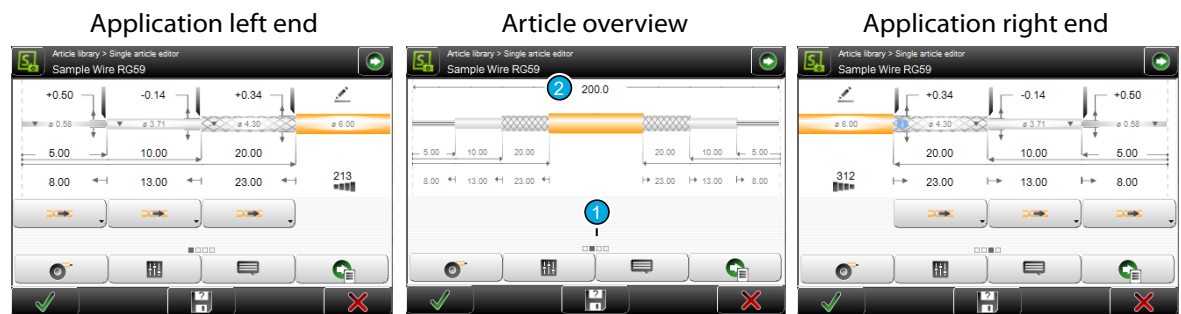 Application left end
Article library > Single article editor
Sample Wire RG59
+0.50 -0.14 +0.34
ø 0.58 ø 3.71 ø 4.30 ø 6.00
5.00 10.00 20.00
8.00 13.00 23.00 213
Article overview
Article library > Single article editor
Sample Wire RG59
2 200.0
5.00 10.00 20.00 20.00 10.00 5.00
8.00 13.00 23.00 23.00 13.00 8.00
1
Application right end
Article library > Single article editor
Sample Wire RG59
+0.34 -0.14 +0.50
ø 6.00 ø 4.30 ø 3.71 ø 0.58
20.00 10.00 5.00
312 23.00 13.00 8.00